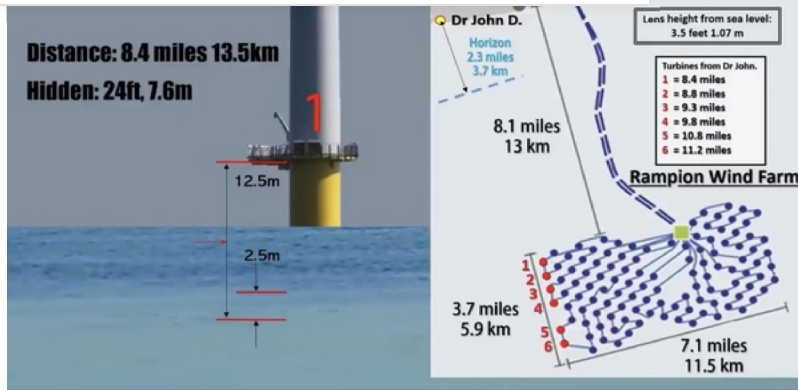 Distance: 8.4 miles 13.5km
Hidden: 24ft, 7.6m
1
12.5m
2.5m
Dr John D.
Horizon
2.3 miles
3.7 km
8.1 miles
13 km
Lens height from sea level:
3.5 feet 1.07 m
Turbines from Dr John.
1 = 8.4 miles
2 = 8.8 miles
3 = 9.3 miles
4 = 9.8 miles
5 = 10.8 miles
6 = 11.2 miles
Rampion Wind Farm
1
2
3
4
5
6
3.7 miles
5.9 km
7.1 miles
11.5 km